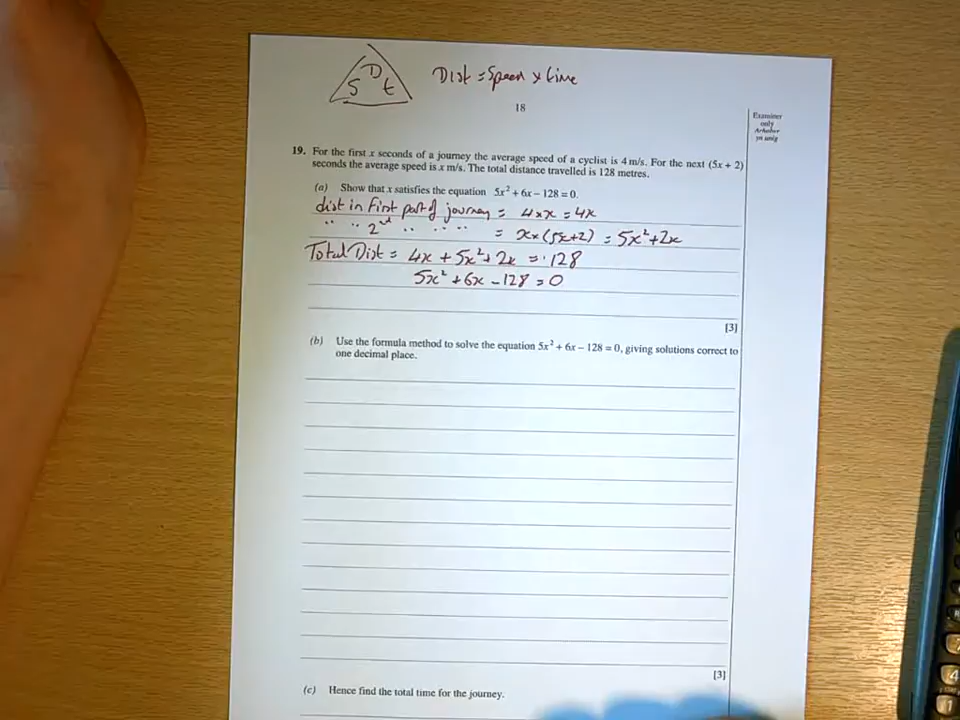 D
S t
Dist = Speed x time
18
Examiner
only
Arholwr
yn unig
19. For the first x seconds of a journey the average speed of a cyclist is 4 m/s. For the next (5x + 2)
seconds the average speed is x m/s. The total distance travelled is 128 metres.
(a) Show that x satisfies the equation 5x² + 6x − 128 = 0.
dist in first part of journey = 4 x x = 4x
" " 2nd " " " = x x (5x+2) = 5x² + 2x
Total Dist = 4x + 5x² + 2x = 128
5x² + 6x - 128 = 0
[3]
(b) Use the formula method to solve the equation 5x² + 6x − 128 = 0, giving solutions correct to
one decimal place.
[3]
(c) Hence find the total time for the journey.